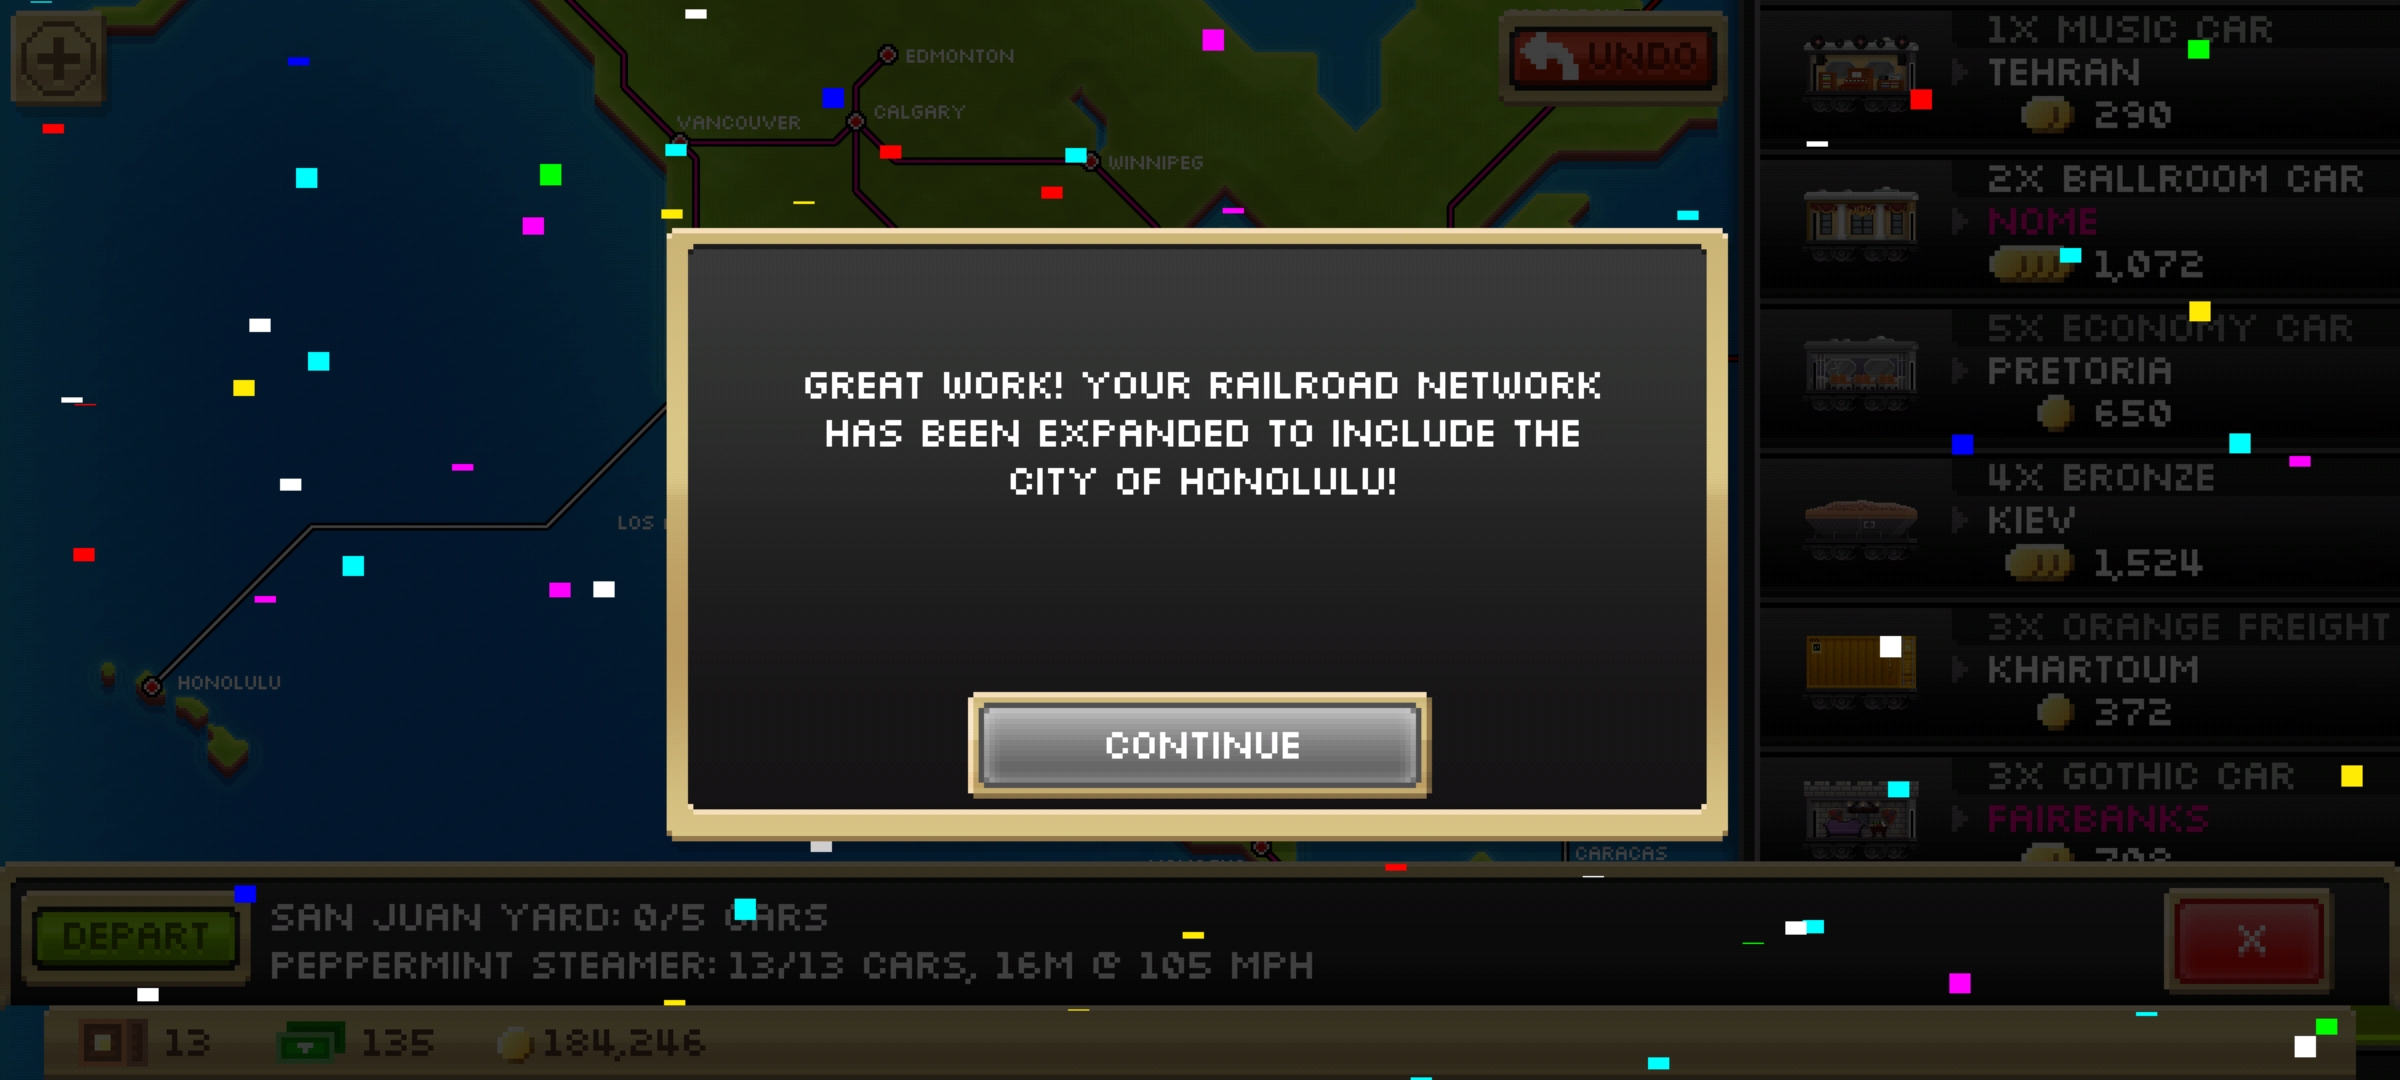 EDMONTON
UNDO
CALGARY
VANCOUVER
WINNIPEG
1X MUSIC CAR
TEHRAN
290
2X BALLROOM CAR
NOME
1,072
5X ECONOMY CAR
PRETORIA
650
4X BRONZE
KIEV
1,524
3X ORANGE FREIGHT
KHARTOUM
372
3X GOTHIC CAR
FAIRBANKS
708
GREAT WORK! YOUR RAILROAD NETWORK
HAS BEEN EXPANDED TO INCLUDE THE
CITY OF HONOLULU!
LOS
HONOLULU
CONTINUE
CARACAS
DEPART
SAN JUAN YARD: 0/5 CARS
PEPPERMINT STEAMER: 13/13 CARS, 16M @ 105 MPH
X
13
135
184,246